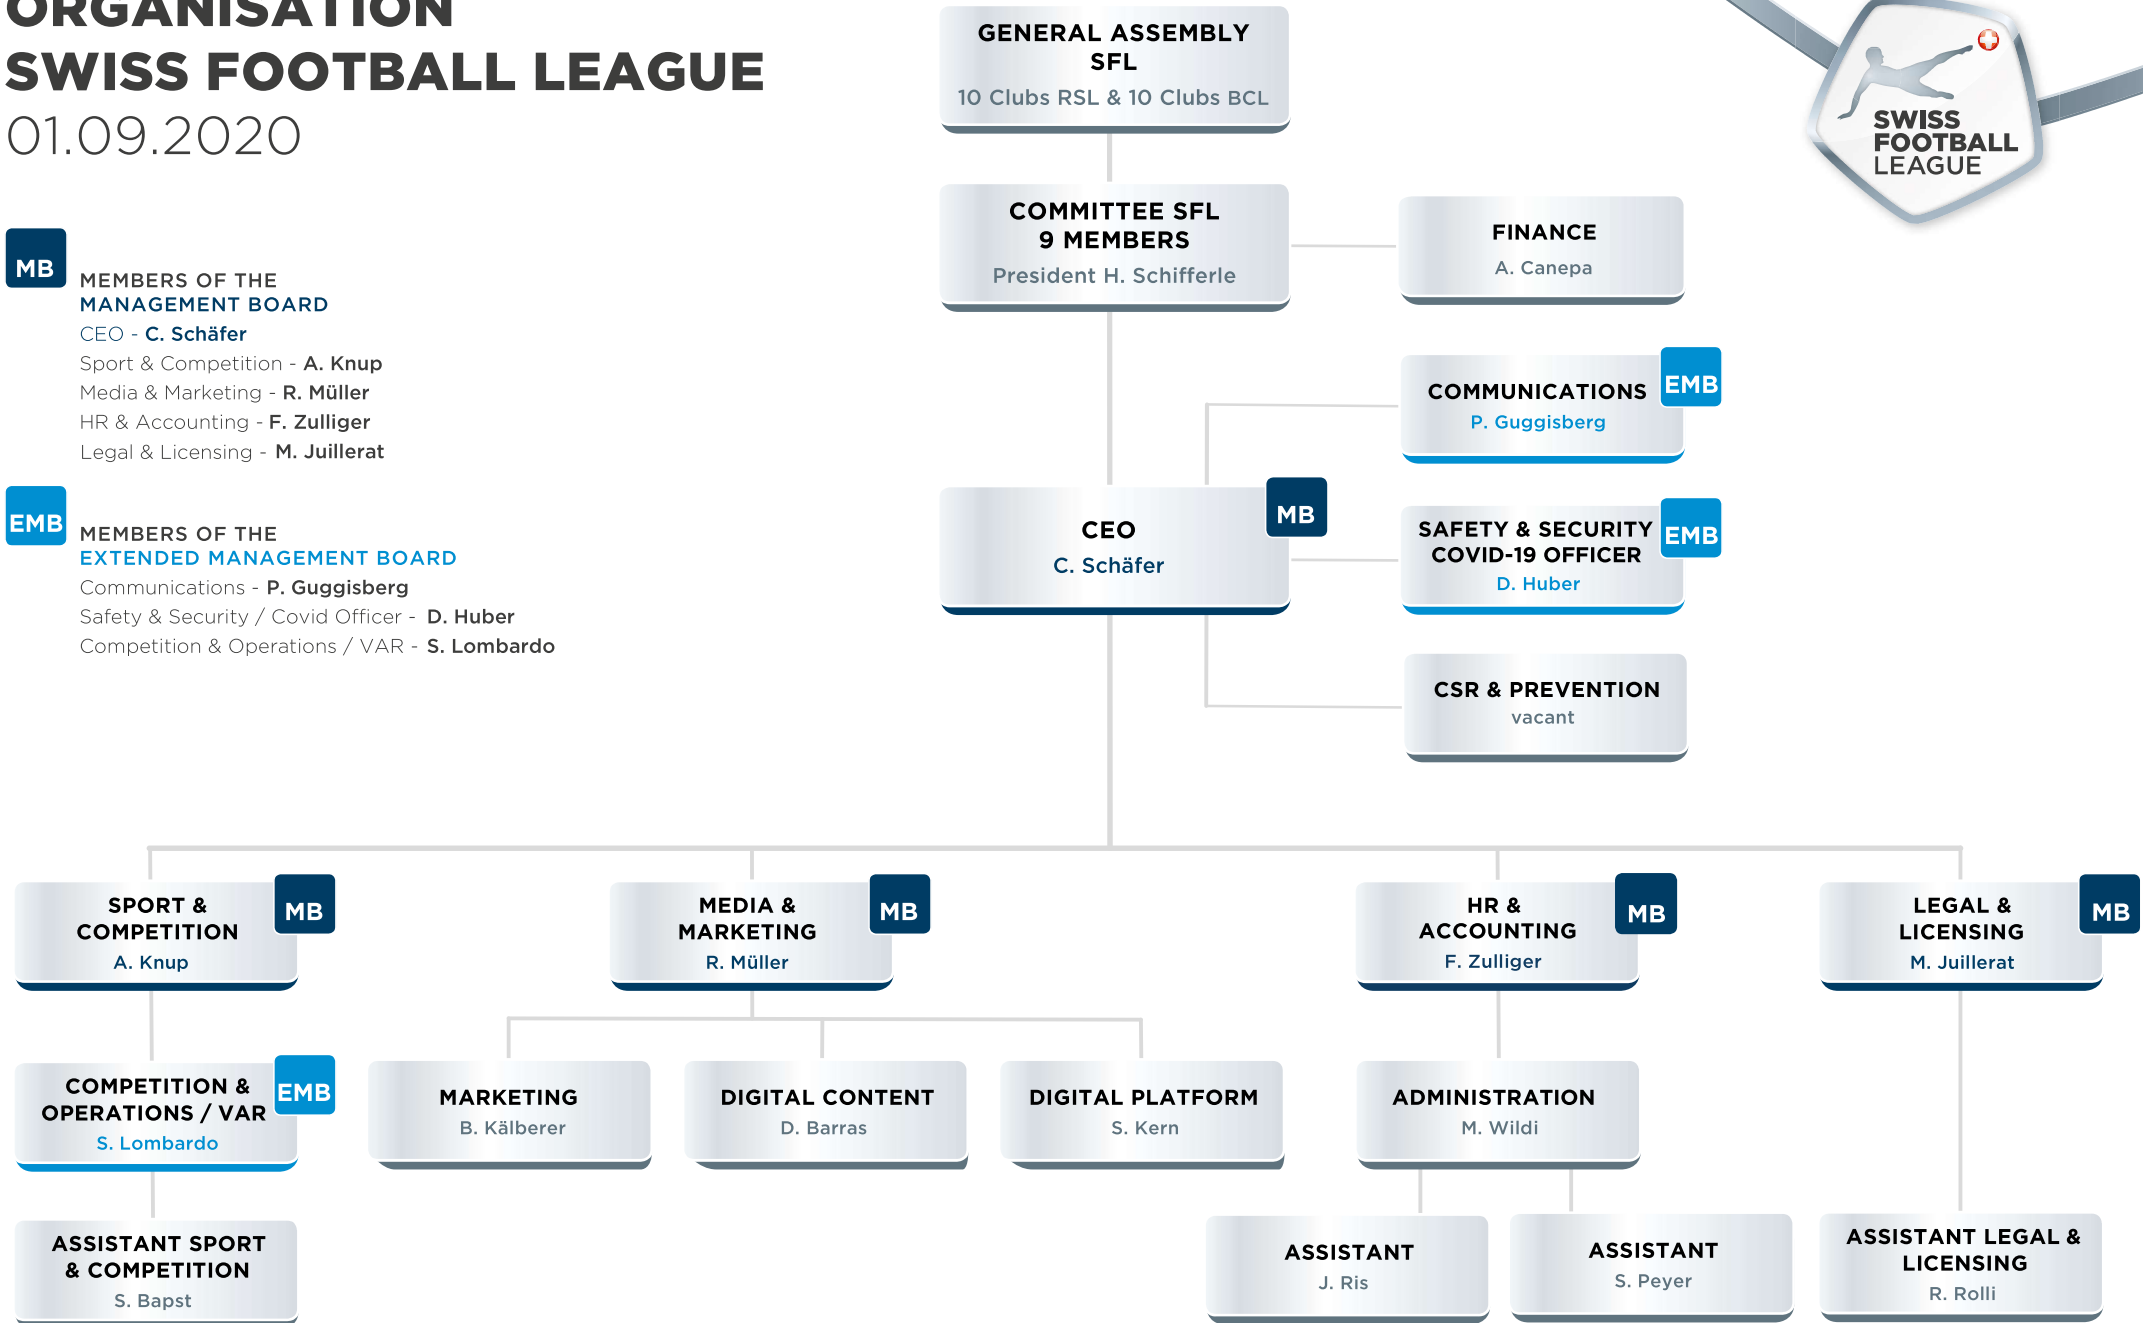 ORGANISATION
SWISS FOOTBALL LEAGUE
01.09.2020
GENERAL ASSEMBLY
SFL
10 Clubs RSL & 10 Clubs BCL
SWISS
FOOTBALL
LEAGUE
COMMITTEE SFL
9 MEMBERS
President H. Schifferle
FINANCE
A. Canepa
MB
MEMBERS OF THE
MANAGEMENT BOARD
CEO - C. Schäfer
Sport & Competition - A. Knup
Media & Marketing - R. Müller
HR & Accounting - F. Zulliger
Legal & Licensing - M. Juillerat
EMB
MEMBERS OF THE
EXTENDED MANAGEMENT BOARD
Communications - P. Guggisberg
Safety & Security / Covid Officer - D. Huber
Competition & Operations / VAR - S. Lombardo
COMMUNICATIONS
P. Guggisberg
EMB
CEO
C. Schäfer
MB
SAFETY & SECURITY
COVID-19 OFFICER
D. Huber
EMB
CSR & PREVENTION
vacant
SPORT &
COMPETITION
A. Knup
MB
MEDIA &
MARKETING
R. Müller
MB
HR &
ACCOUNTING
F. Zulliger
MB
LEGAL &
LICENSING
M. Juillerat
MB
COMPETITION &
OPERATIONS / VAR
S. Lombardo
EMB
MARKETING
B. Kälberer
DIGITAL CONTENT
D. Barras
DIGITAL PLATFORM
S. Kern
ADMINISTRATION
M. Wildi
ASSISTANT SPORT
& COMPETITION
S. Bapst
ASSISTANT
J. Ris
ASSISTANT
S. Peyer
ASSISTANT LEGAL &
LICENSING
R. Rolli